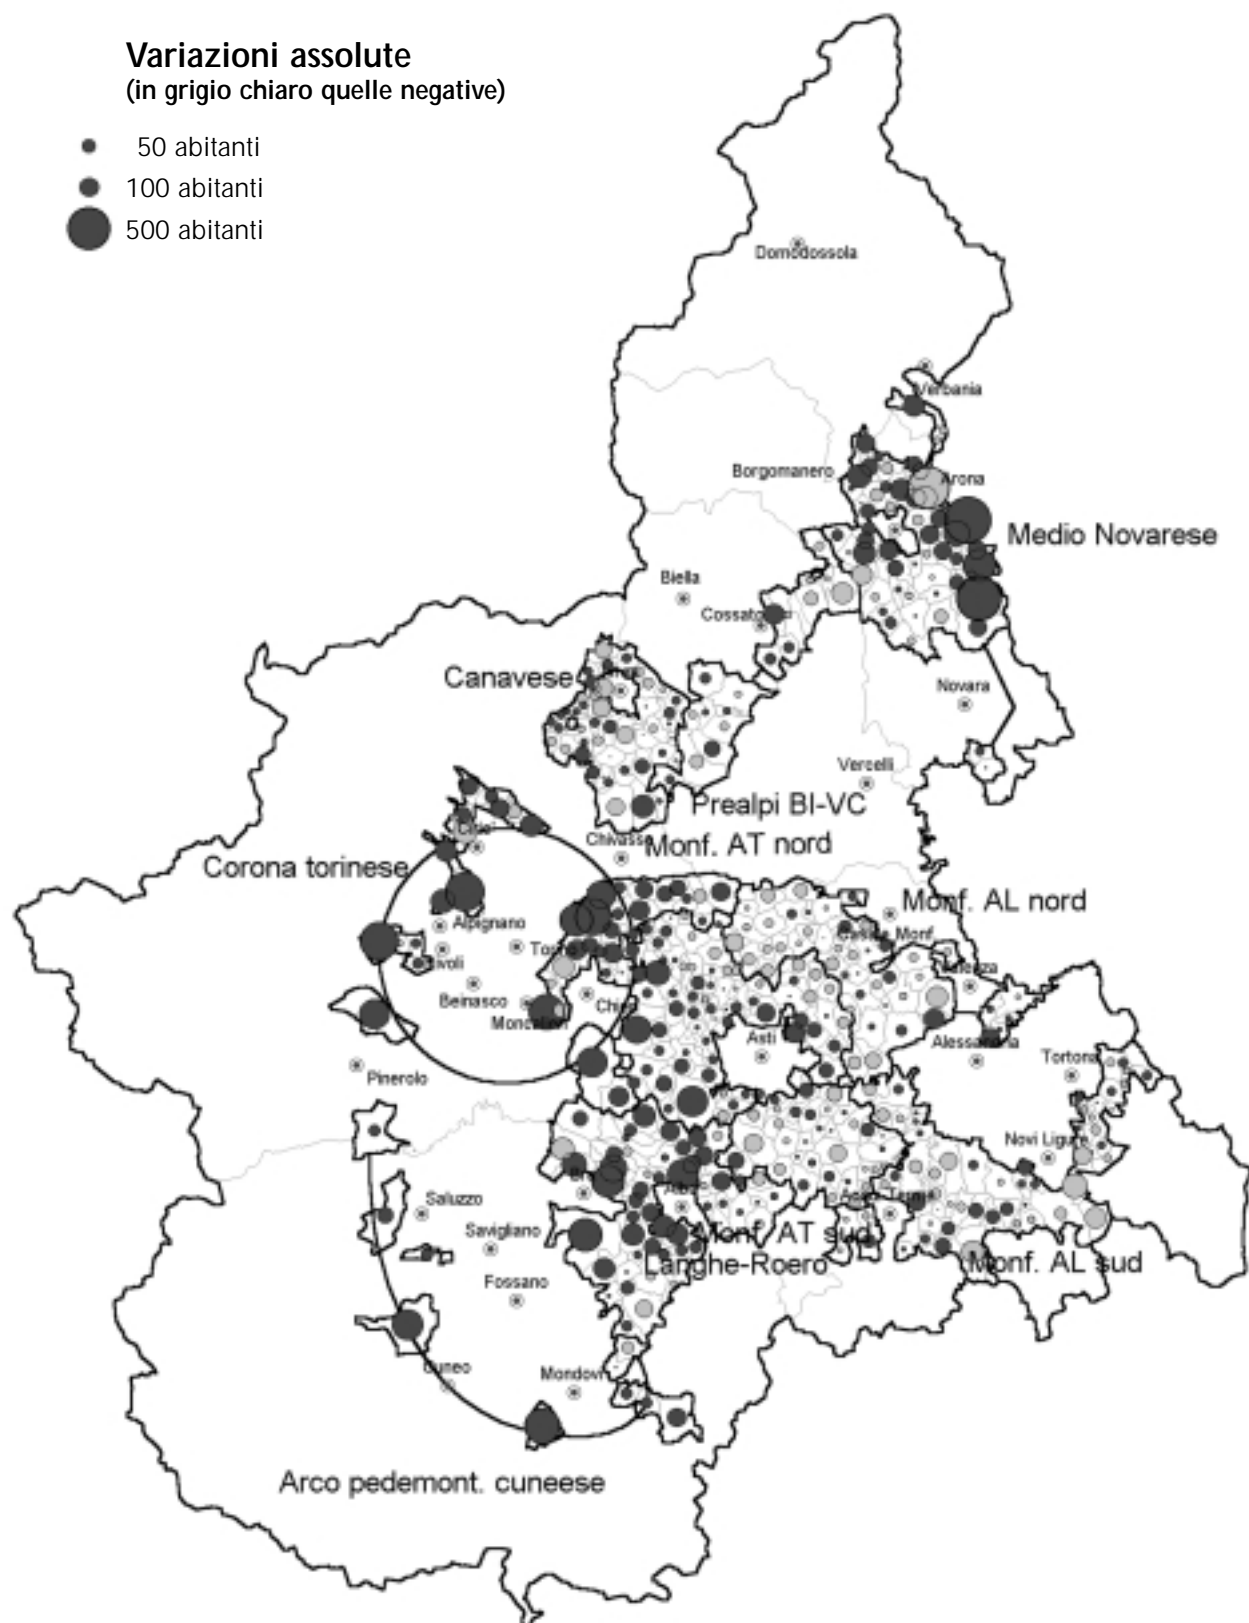 Variazioni assolute
(in grigio chiaro quelle negative)
50 abitanti
100 abitanti
500 abitanti
Domodossola
Verbania
Borgomanero
Arona
Medio Novarese
Biella
Cossato
Canavese
Novara
Vercelli
Prealpi BI-VC
Chivasso
Monf. AT nord
Corona torinese
Monf. AL nord
Alpignano
Casale Monf.
Rivoli
Beinasco
Moncalieri
Asti
Alessandria
Tortona
Pinerolo
Novi Ligure
Saluzzo
Savigliano
Monf. AT sud
Langhe-Roero
Monf. AL sud
Fossano
Cuneo
Mondovì
Arco pedemont. cuneese